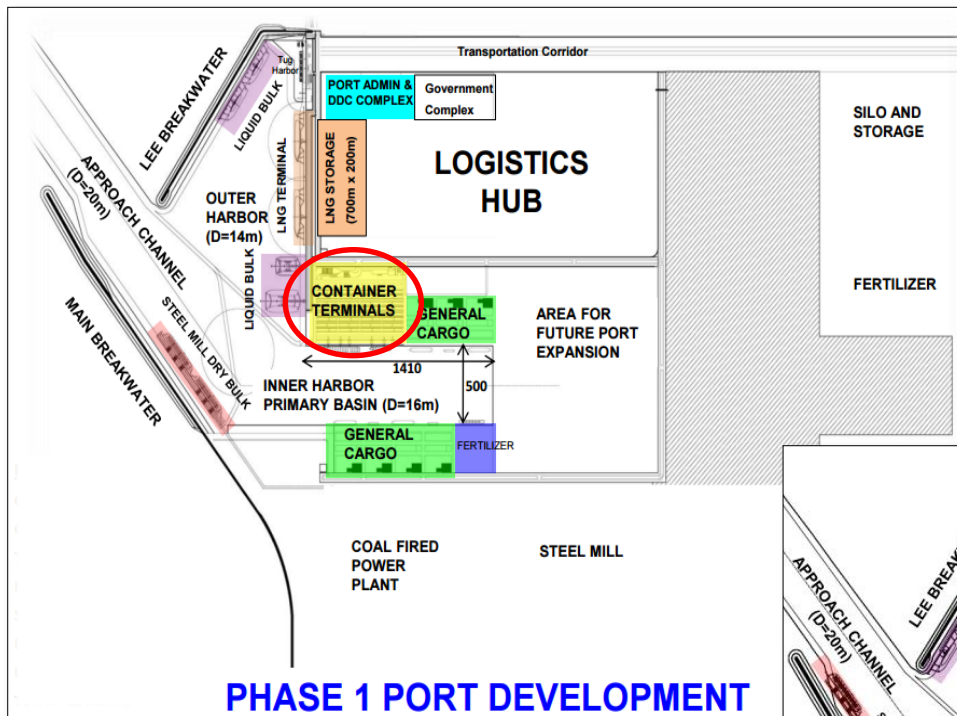 Transportation Corridor
LEE BREAKWATER
Tug
Harbor
LIQUID BULK
PORT ADMIN &
DDC COMPLEX
Government
Complex
SILO AND
STORAGE
LOGISTICS
HUB
LNG TERMINAL
LNG STORAGE
(700m x 200m)
APPROACH CHANNEL
(D=20m)
OUTER
HARBOR
(D=14m)
LIQUID BULK
CONTAINER
TERMINALS
GENERAL
CARGO
AREA FOR
FUTURE PORT
EXPANSION
FERTILIZER
MAIN BREAKWATER
STEEL MILL DRY BULK
1410
500
INNER HARBOR
PRIMARY BASIN (D=16m)
GENERAL
CARGO
FERTILIZER
COAL FIRED
POWER
PLANT
STEEL MILL
PHASE 1 PORT DEVELOPMENT
APPROACH CHANNEL
(D=20m)
LEE BREAK